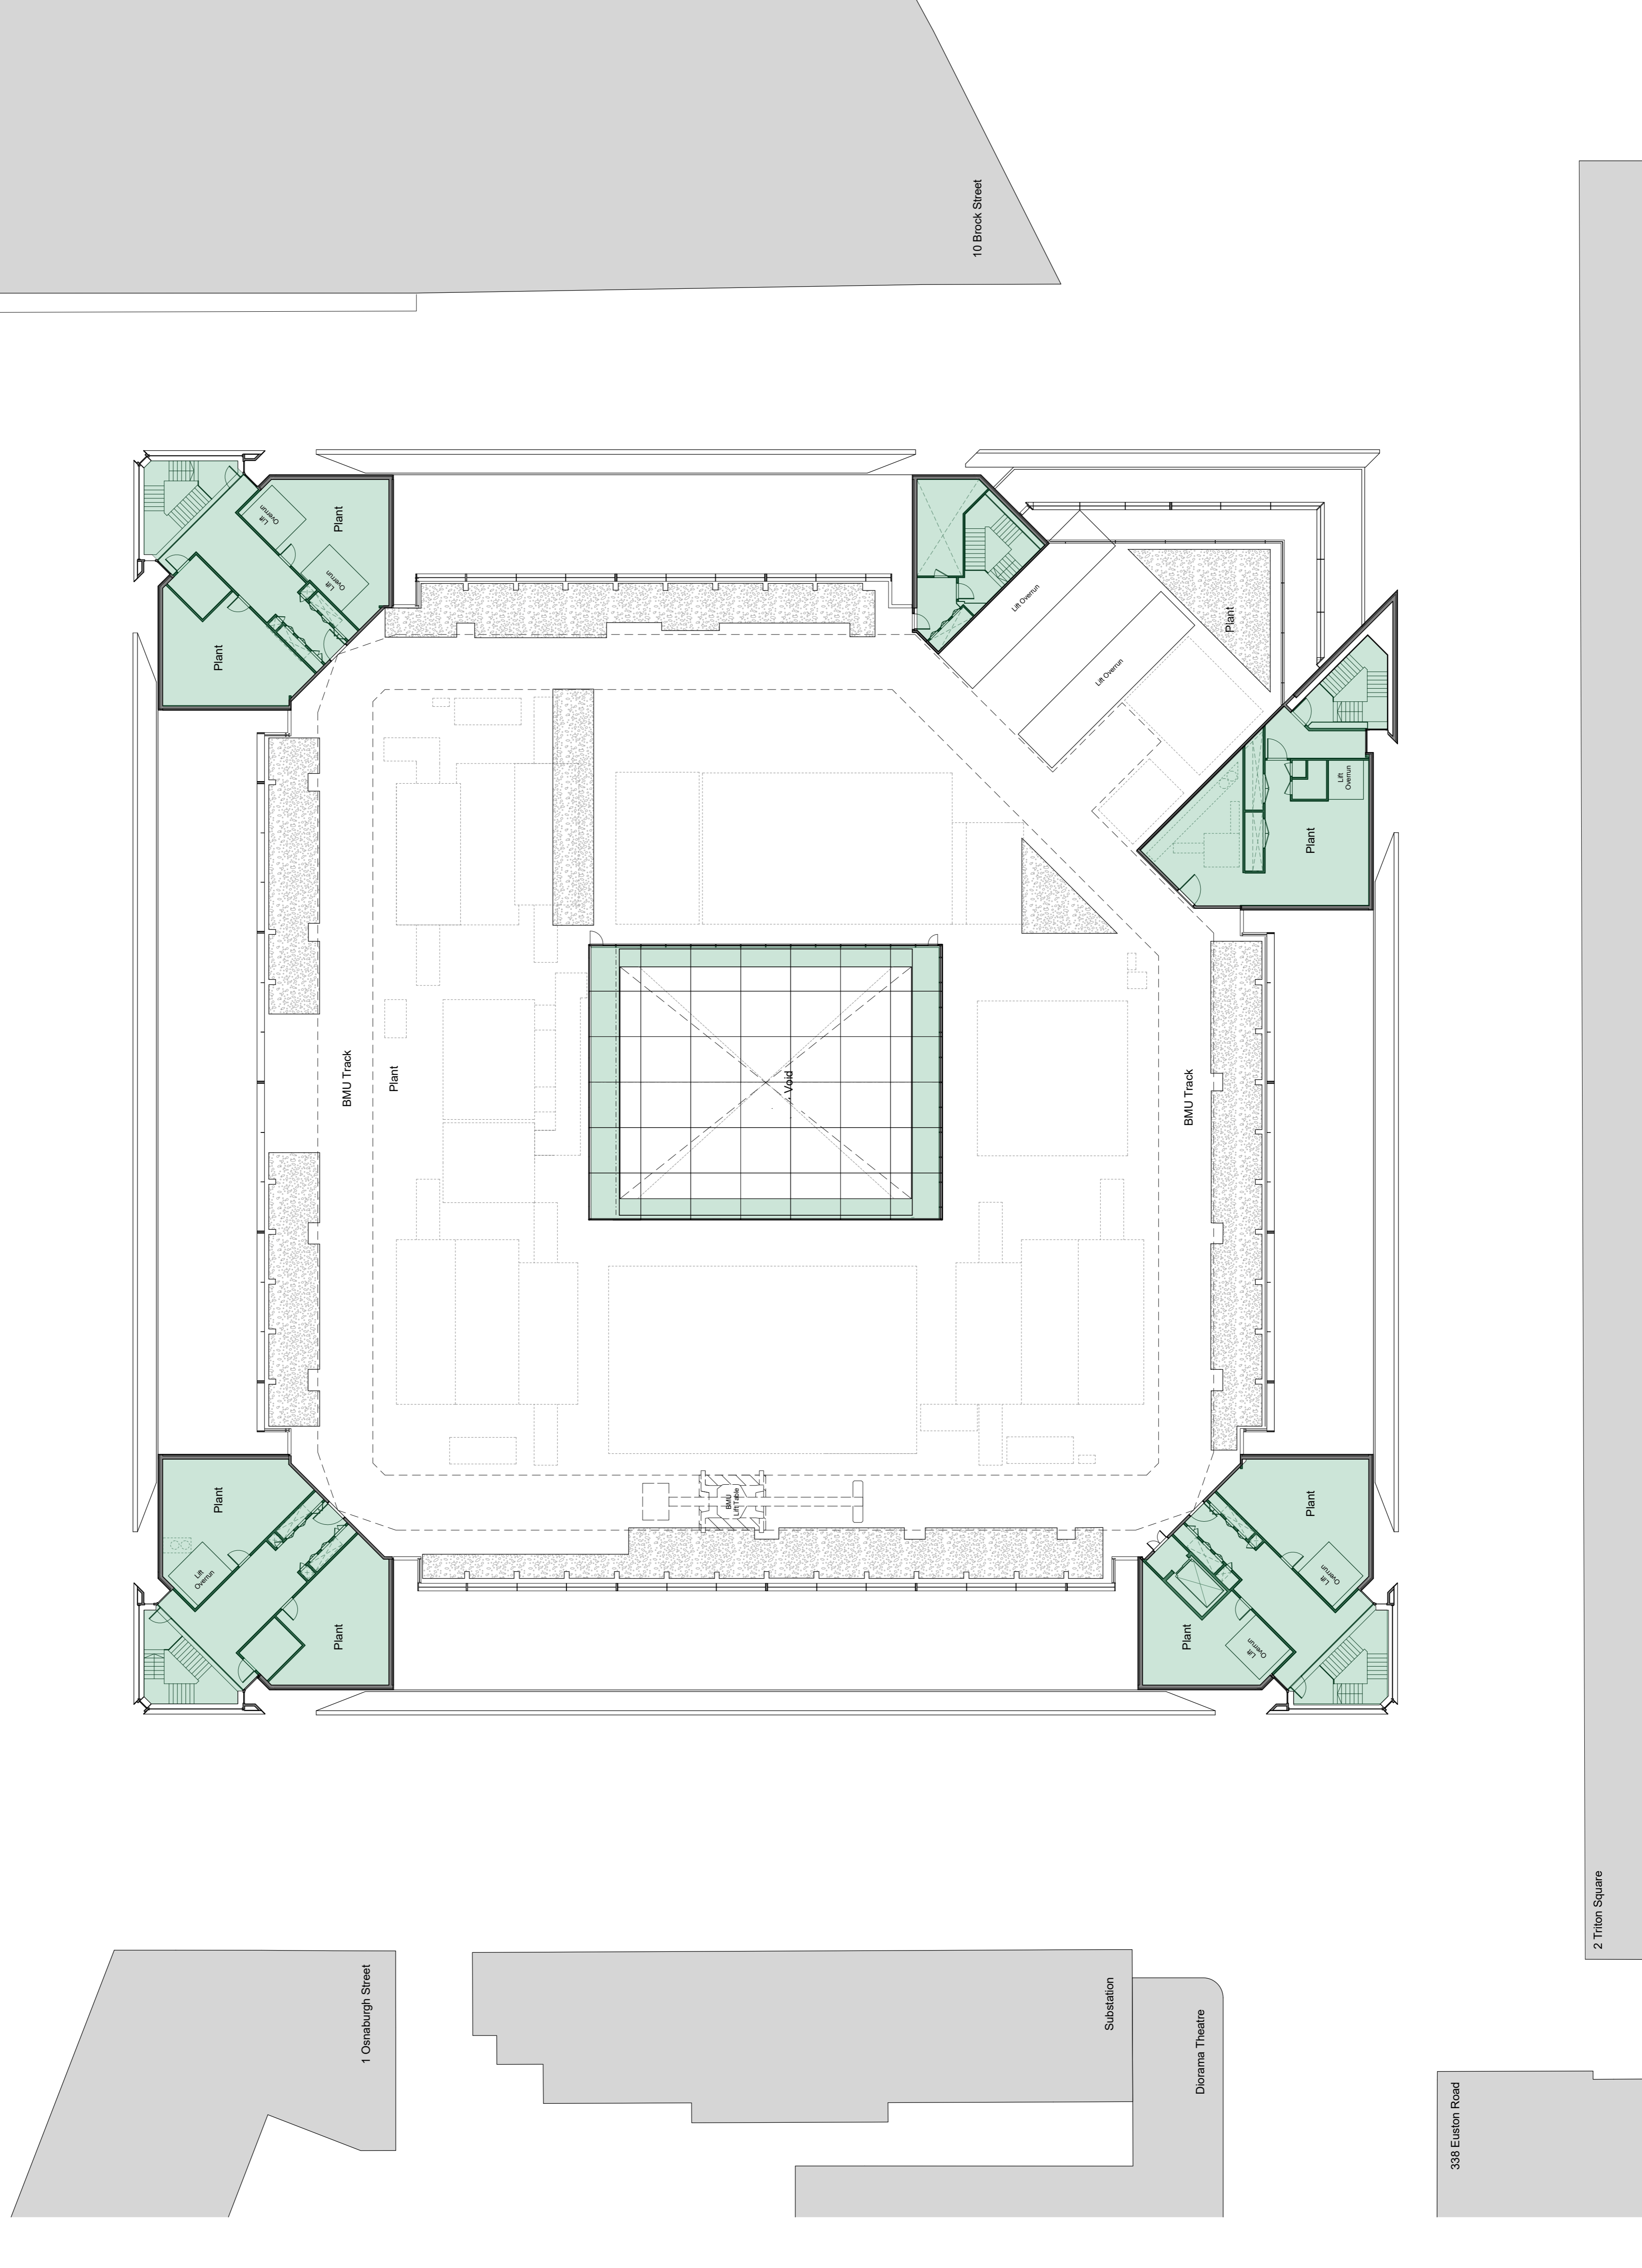 10 Brock Street
Lift
Overrun
Plant
Lift
Overrun
Plant
Lift Overrun
Plant
Lift Overrun
Lift
Overrun
Plant
BMU Track
Plant
Void
BMU Track
Plant
BMU
Lift Table
Plant
Lift
Overrun
Lift
Overrun
Plant
Plant
Lift
Overrun
2 Triton Square
1 Osnaburgh Street
Substation
Diorama Theatre
338 Euston Road